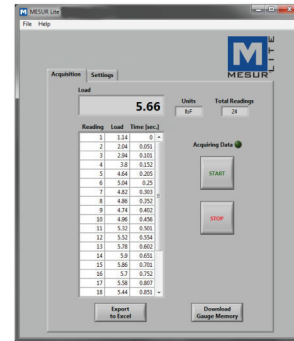 MESUR Lite
File Help
MESUR
LITE
Acquisition Settings
Load
5.66
Units
lbF
Total Readings
24
Reading Load Time [sec.]
1 1.14 0
2 2.04 0.051
3 2.94 0.101
4 3.8 0.152
5 4.64 0.205
6 5.04 0.25
7 4.82 0.303
8 4.86 0.352
9 4.74 0.402
10 4.96 0.456
11 5.32 0.501
12 5.52 0.554
13 5.78 0.602
14 5.9 0.651
15 5.86 0.701
16 5.7 0.752
17 5.58 0.807
18 5.44 0.851
Acquiring Data
START
STOP
Export
to Excel
Download
Gauge Memory